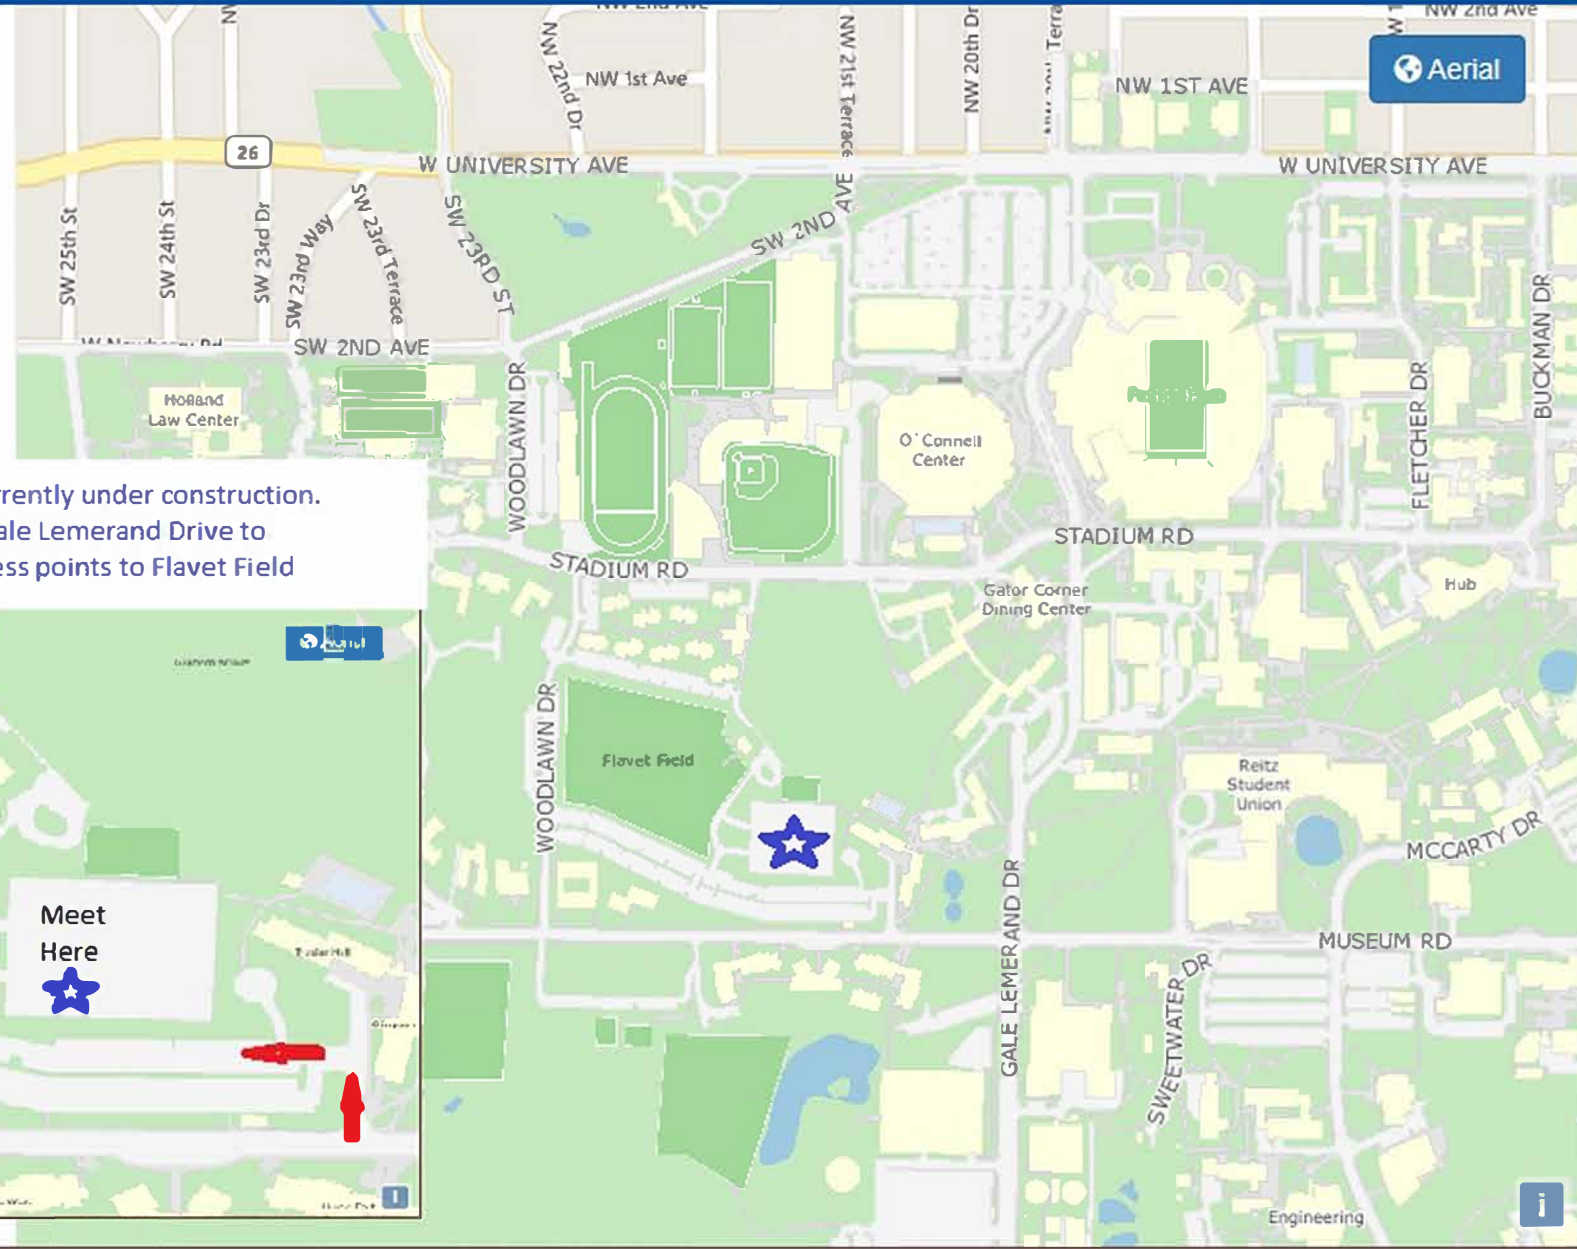 NW 2nd Ave
Aerial
NW 22nd Dr
NW 1st Ave
NW 21st Terrace
NW 20th Dr
NW 1ST AVE
26
W UNIVERSITY AVE
W UNIVERSITY AVE
SW 25th St
SW 24th St
SW 23rd Dr
SW 23rd Way
SW 23rd Terrace
SW 23RD ST
SW 2ND AVE
SW 2ND AVE
BUCKMAN DR
FLETCHER DR
WOODLAWN DR
Holland
Law Center
O'Connell
Center
rrently under construction.
ale Lemerand Drive to
ess points to Flavet Field
STADIUM RD
STADIUM RD
Gator Corner
Dining Center
Hub
WOODLAWN DR
Flavet Field
Reitz
Student
Union
MCCARTY DR
GALE LEMERAND DR
MUSEUM RD
SWEETWATER DR
Meet
Here
Engineering
i